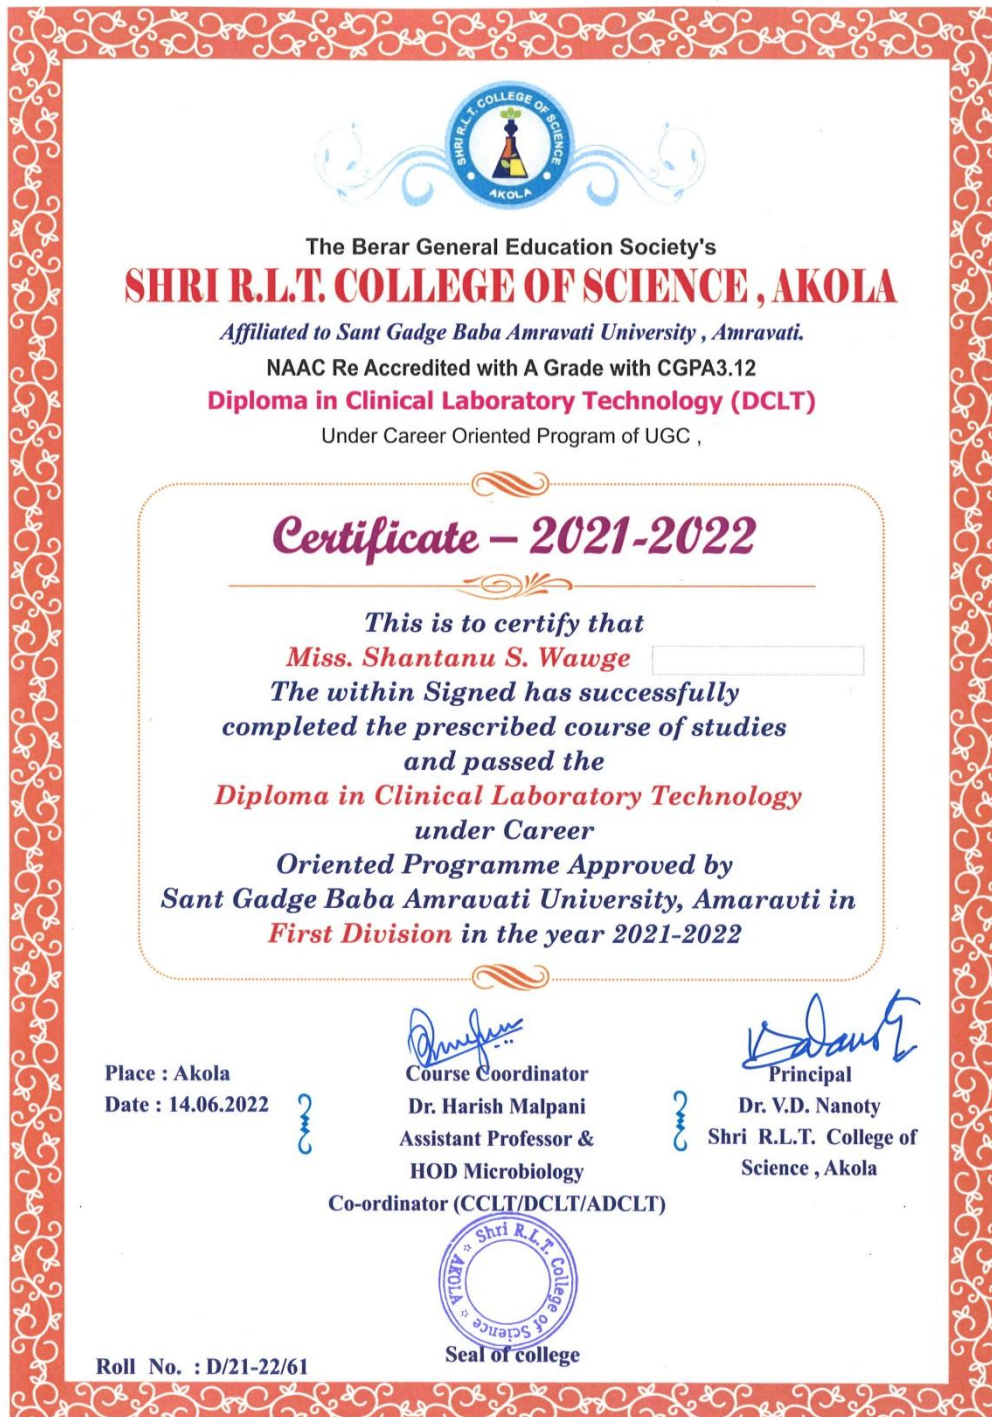 SHRI R.L.T. COLLEGE OF SCIENCE
AKOLA
The Berar General Education Society's
SHRI R.L.T. COLLEGE OF SCIENCE , AKOLA
Affiliated to Sant Gadge Baba Amravati University , Amravati.
NAAC Re Accredited with A Grade with CGPA3.12
Diploma in Clinical Laboratory Technology (DCLT)
Under Career Oriented Program of UGC ,
Certificate – 2021-2022
This is to certify that
Miss. Shantanu S. Wawge
The within Signed has successfully
completed the prescribed course of studies
and passed the
Diploma in Clinical Laboratory Technology
under Career
Oriented Programme Approved by
Sant Gadge Baba Amravati University, Amaravti in
First Division in the year 2021-2022
Place : Akola
Date : 14.06.2022
Course Coordinator
Dr. Harish Malpani
Assistant Professor &
HOD Microbiology
Co-ordinator (CCLT/DCLT/ADCLT)
Principal
Dr. V.D. Nanoty
Shri R.L.T. College of
Science , Akola
Shri R.L.T. College of Science
AKOLA
Seal of college
Roll No. : D/21-22/61